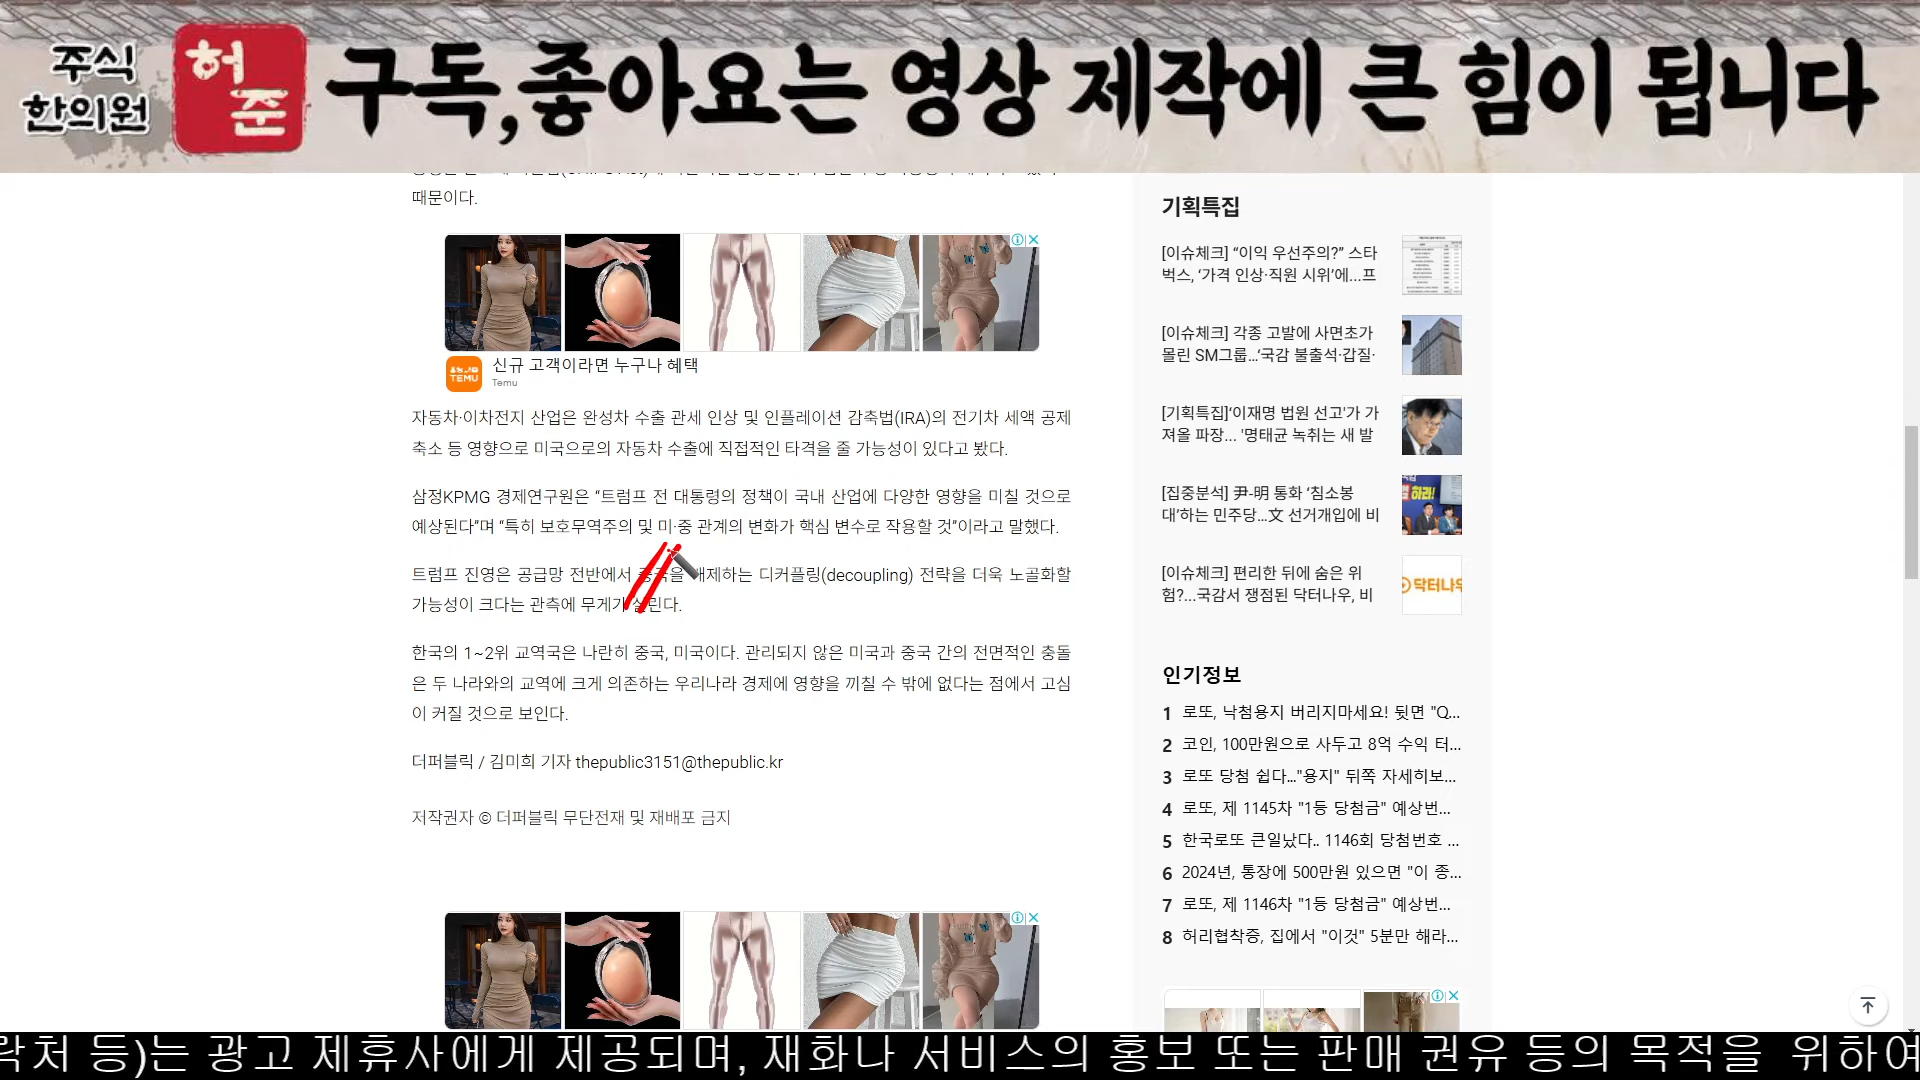 주식
한의원
허
준
구독,좋아요는 영상 제작에 큰 힘이 됩니다
때문이다.
신규 고객이라면 누구나 혜택
TEMU
Temu
자동차·이차전지 산업은 완성차 수출 관세 인상 및 인플레이션 감축법(IRA)의 전기차 세액 공제
축소 등 영향으로 미국으로의 자동차 수출에 직접적인 타격을 줄 가능성이 있다고 봤다.
삼정KPMG 경제연구원은 “트럼프 전 대통령의 정책이 국내 산업에 다양한 영향을 미칠 것으로
예상된다”며 “특히 보호무역주의 및 미·중 관계의 변화가 핵심 변수로 작용할 것”이라고 말했다.
트럼프 진영은 공급망 전반에서 중국을 배제하는 디커플링(decoupling) 전략을 더욱 노골화할
가능성이 크다는 관측에 무게가 실린다.
한국의 1~2위 교역국은 나란히 중국, 미국이다. 관리되지 않은 미국과 중국 간의 전면적인 충돌
은 두 나라와의 교역에 크게 의존하는 우리나라 경제에 영향을 끼칠 수 밖에 없다는 점에서 고심
이 커질 것으로 보인다.
더퍼블릭 / 김미희 기자 thepublic3151@thepublic.kr
저작권자 © 더퍼블릭 무단전재 및 재배포 금지
기획특집
[이슈체크] “이익 우선주의?” 스타
벅스, ‘가격 인상·직원 시위’에...프
[이슈체크] 각종 고발에 사면초가
몰린 SM그룹...‘국감 불출석·갑질·
[기획특집]‘이재명 법원 선고'가 가
져올 파장... '명태균 녹취는 새 발
[집중분석] 尹-明 통화 ‘침소봉
대’하는 민주당...文 선거개입에 비
하라!
[이슈체크] 편리한 뒤에 숨은 위
험?...국감서 쟁점된 닥터나우, 비
닥터나우
인기정보
1 로또, 낙첨용지 버리지마세요! 뒷면 "Q...
2 코인, 100만원으로 사두고 8억 수익 터...
3 로또 당첨 쉽다..."용지" 뒤쪽 자세히보...
4 로또, 제 1145차 "1등 당첨금" 예상번...
5 한국로또 큰일났다.. 1146회 당첨번호 ...
6 2024년, 통장에 500만원 있으면 "이 종...
7 로또, 제 1146차 "1등 당첨금" 예상번...
8 허리협착증, 집에서 "이것" 5분만 해라...
락처 등)는 광고 제휴사에게 제공되며, 재화나 서비스의 홍보 또는 판매 권유 등의 목적을 위하여